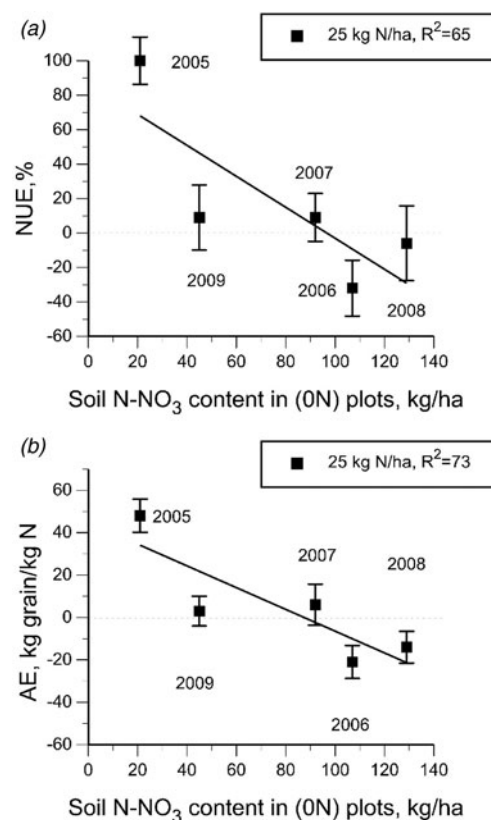 (a)
25 kg N/ha, R²=65
100
80
60
40
20
0
-20
-40
-60
NUE,%
2005
2007
2009
2006
2008
0 20 40 60 80 100 120 140
Soil N-NO₃ content in (0N) plots, kg/ha
(b)
25 kg N/ha, R²=73
60
40
20
0
-20
-40
-60
AE, kg grain/kg N
2005
2007
2008
2009
2006
0 20 40 60 80 100 120 140
Soil N-NO₃ content in (0N) plots, kg/ha